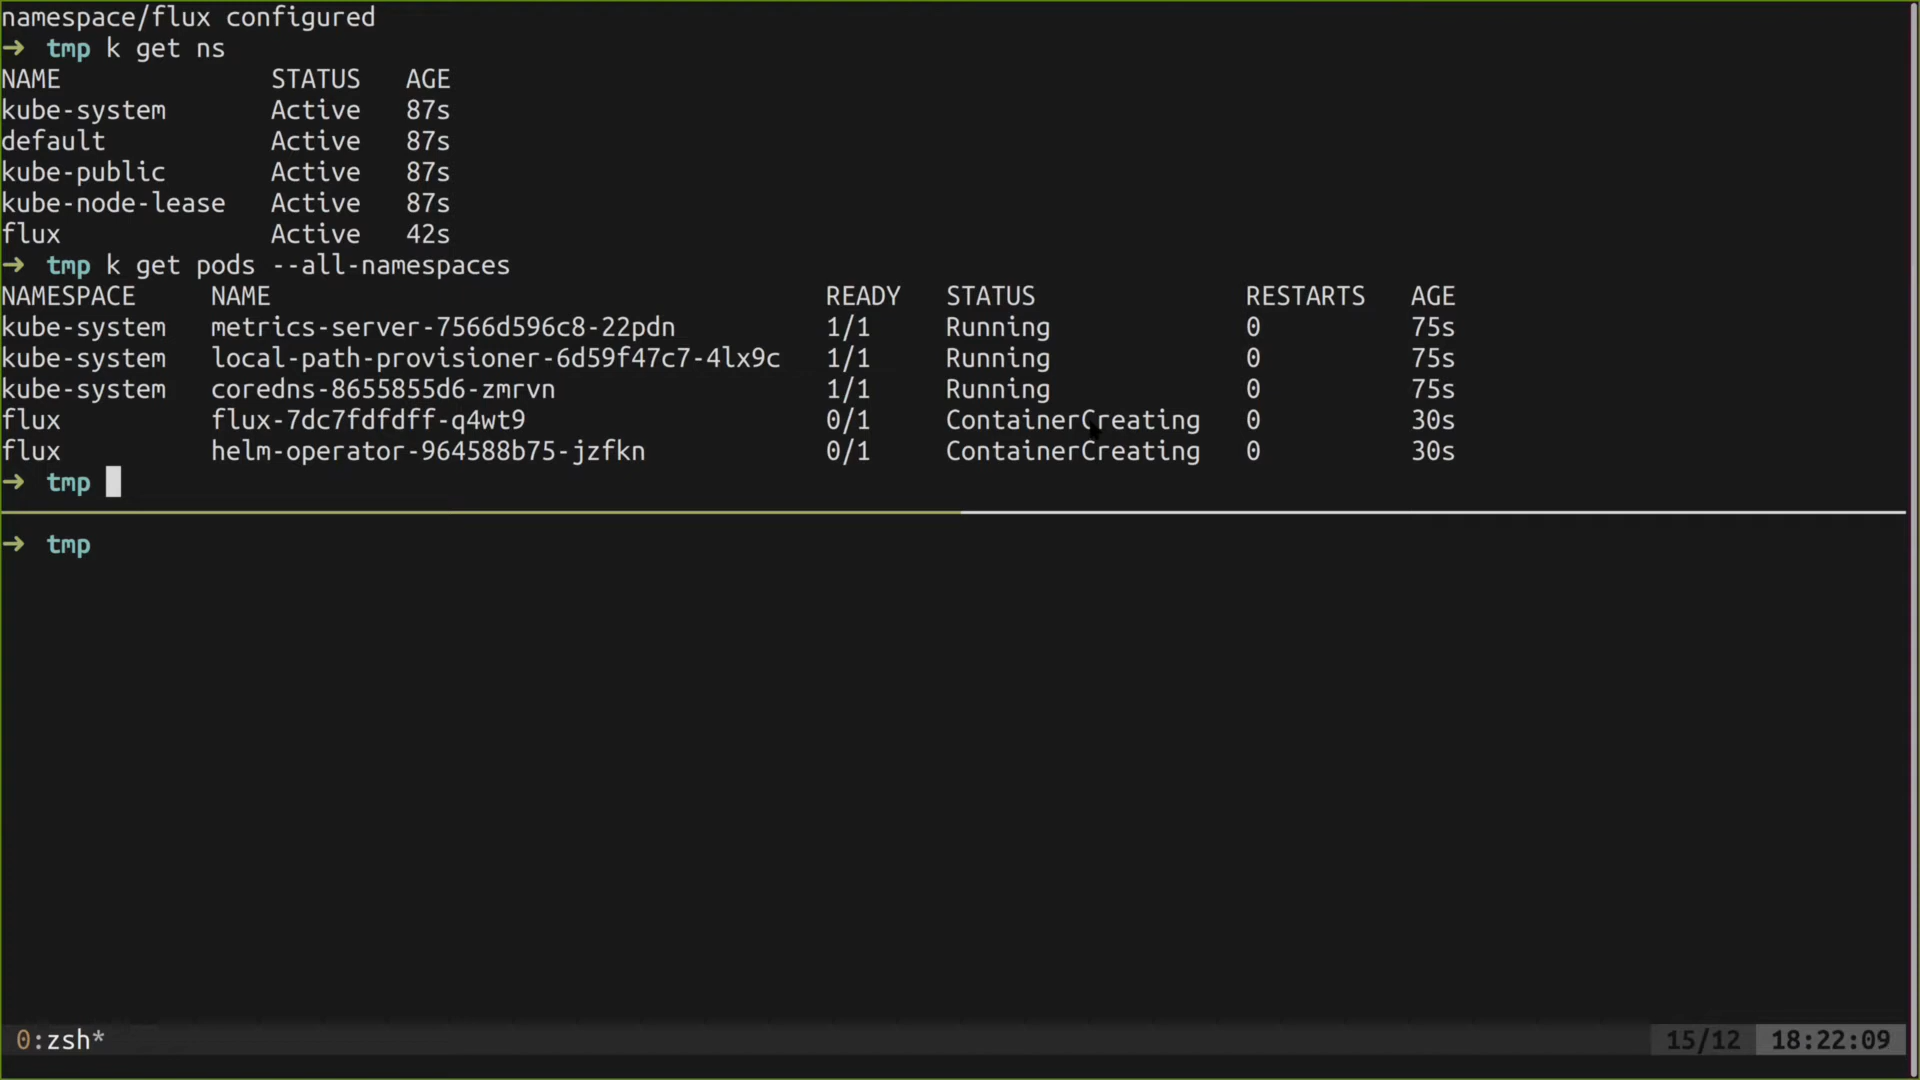 namespace/flux configured
➜  tmp k get ns
NAME              STATUS   AGE
kube-system       Active   87s
default           Active   87s
kube-public       Active   87s
kube-node-lease   Active   87s
flux              Active   42s
➜  tmp k get pods --all-namespaces
NAMESPACE     NAME                                     READY   STATUS              RESTARTS   AGE
kube-system   metrics-server-7566d596c8-22pdn          1/1     Running             0          75s
kube-system   local-path-provisioner-6d59f47c7-4lx9c   1/1     Running             0          75s
kube-system   coredns-8655855d6-zmrvn                  1/1     Running             0          75s
flux          flux-7dc7fdfdff-q4wt9                    0/1     ContainerCreating   0          30s
flux          helm-operator-964588b75-jzfkn            0/1     ContainerCreating   0          30s
➜  tmp
➜  tmp
0:zsh* 15/12 18:22:09